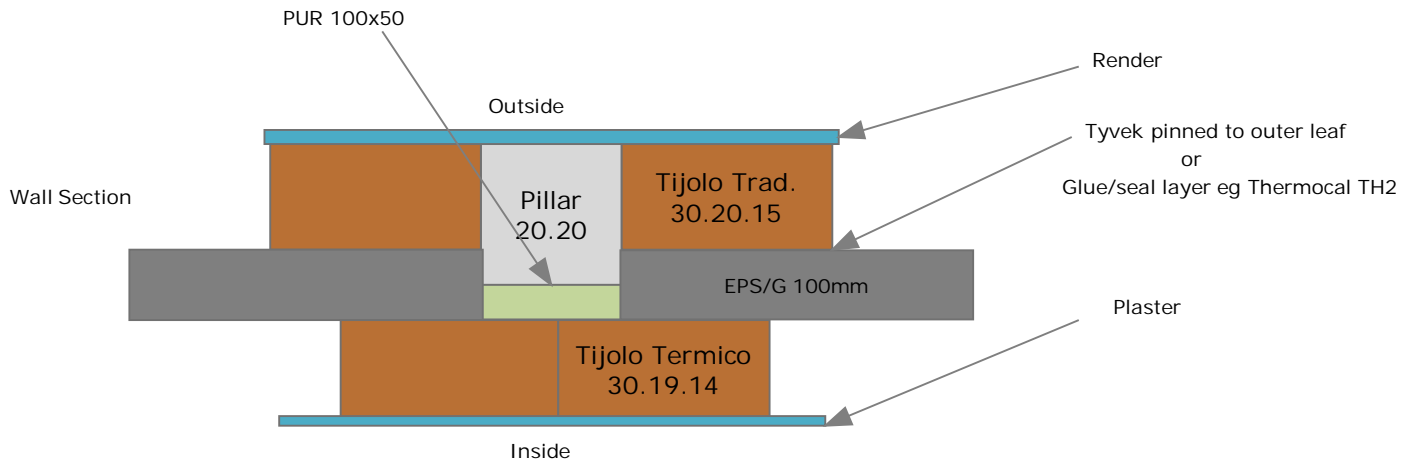 PUR 100x50
Render
Outside
Tyvek pinned to outer leaf
or
Glue/seal layer eg Thermocal TH2
Wall Section
Pillar
20.20
Tijolo Trad.
30.20.15
EPS/G 100mm
Plaster
Tijolo Termico
30.19.14
Inside